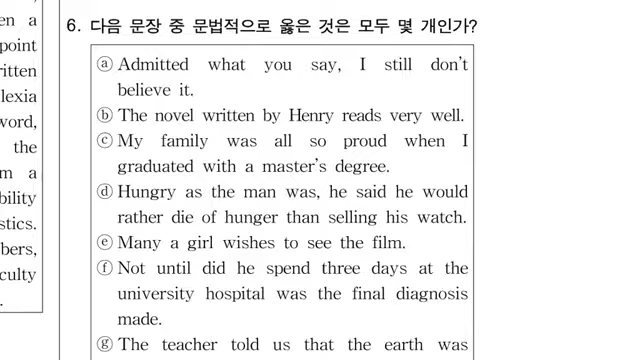 en a
point
ritten
lexia
word,
the
m a
bility
stics.
bers,
culty
.
6. 다음 문장 중 문법적으로 옳은 것은 모두 몇 개인가?
ⓐ Admitted what you say, I still don't
believe it.
ⓑ The novel written by Henry reads very well.
ⓒ My family was all so proud when I
graduated with a master's degree.
ⓓ Hungry as the man was, he said he would
rather die of hunger than selling his watch.
ⓔ Many a girl wishes to see the film.
ⓕ Not until did he spend three days at the
university hospital was the final diagnosis
made.
ⓖ The teacher told us that the earth was